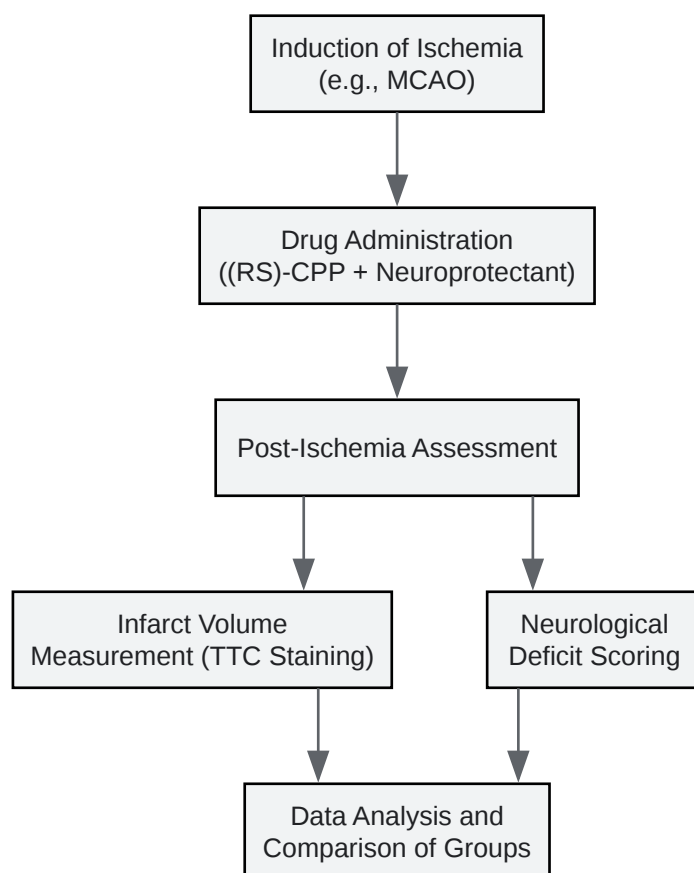 Induction of Ischemia
(e.g., MCAO)
Drug Administration
((RS)-CPP + Neuroprotectant)
Post-Ischemia Assessment
Infarct Volume
Measurement (TTC Staining)
Neurological
Deficit Scoring
Data Analysis and
Comparison of Groups